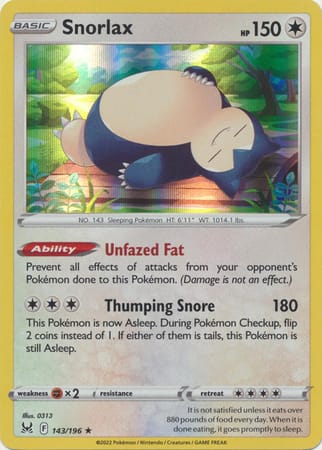 BASIC Snorlax HP 150
NO. 143 Sleeping Pokémon HT: 6'11" WT: 1014.1 lbs.
Ability Unfazed Fat
Prevent all effects of attacks from your opponent's
Pokémon done to this Pokémon. (Damage is not an effect.)
Thumping Snore 180
This Pokémon is now Asleep. During Pokémon Checkup, flip
2 coins instead of 1. If either of them is tails, this Pokémon
is still Asleep.
weakness ×2 resistance retreat
Illus. 0313
F 143/196 ★
It is not satisfied unless it eats over
880 pounds of food every day. When it is
done eating, it goes promptly to sleep.
©2022 Pokémon / Nintendo / Creatures / GAME FREAK